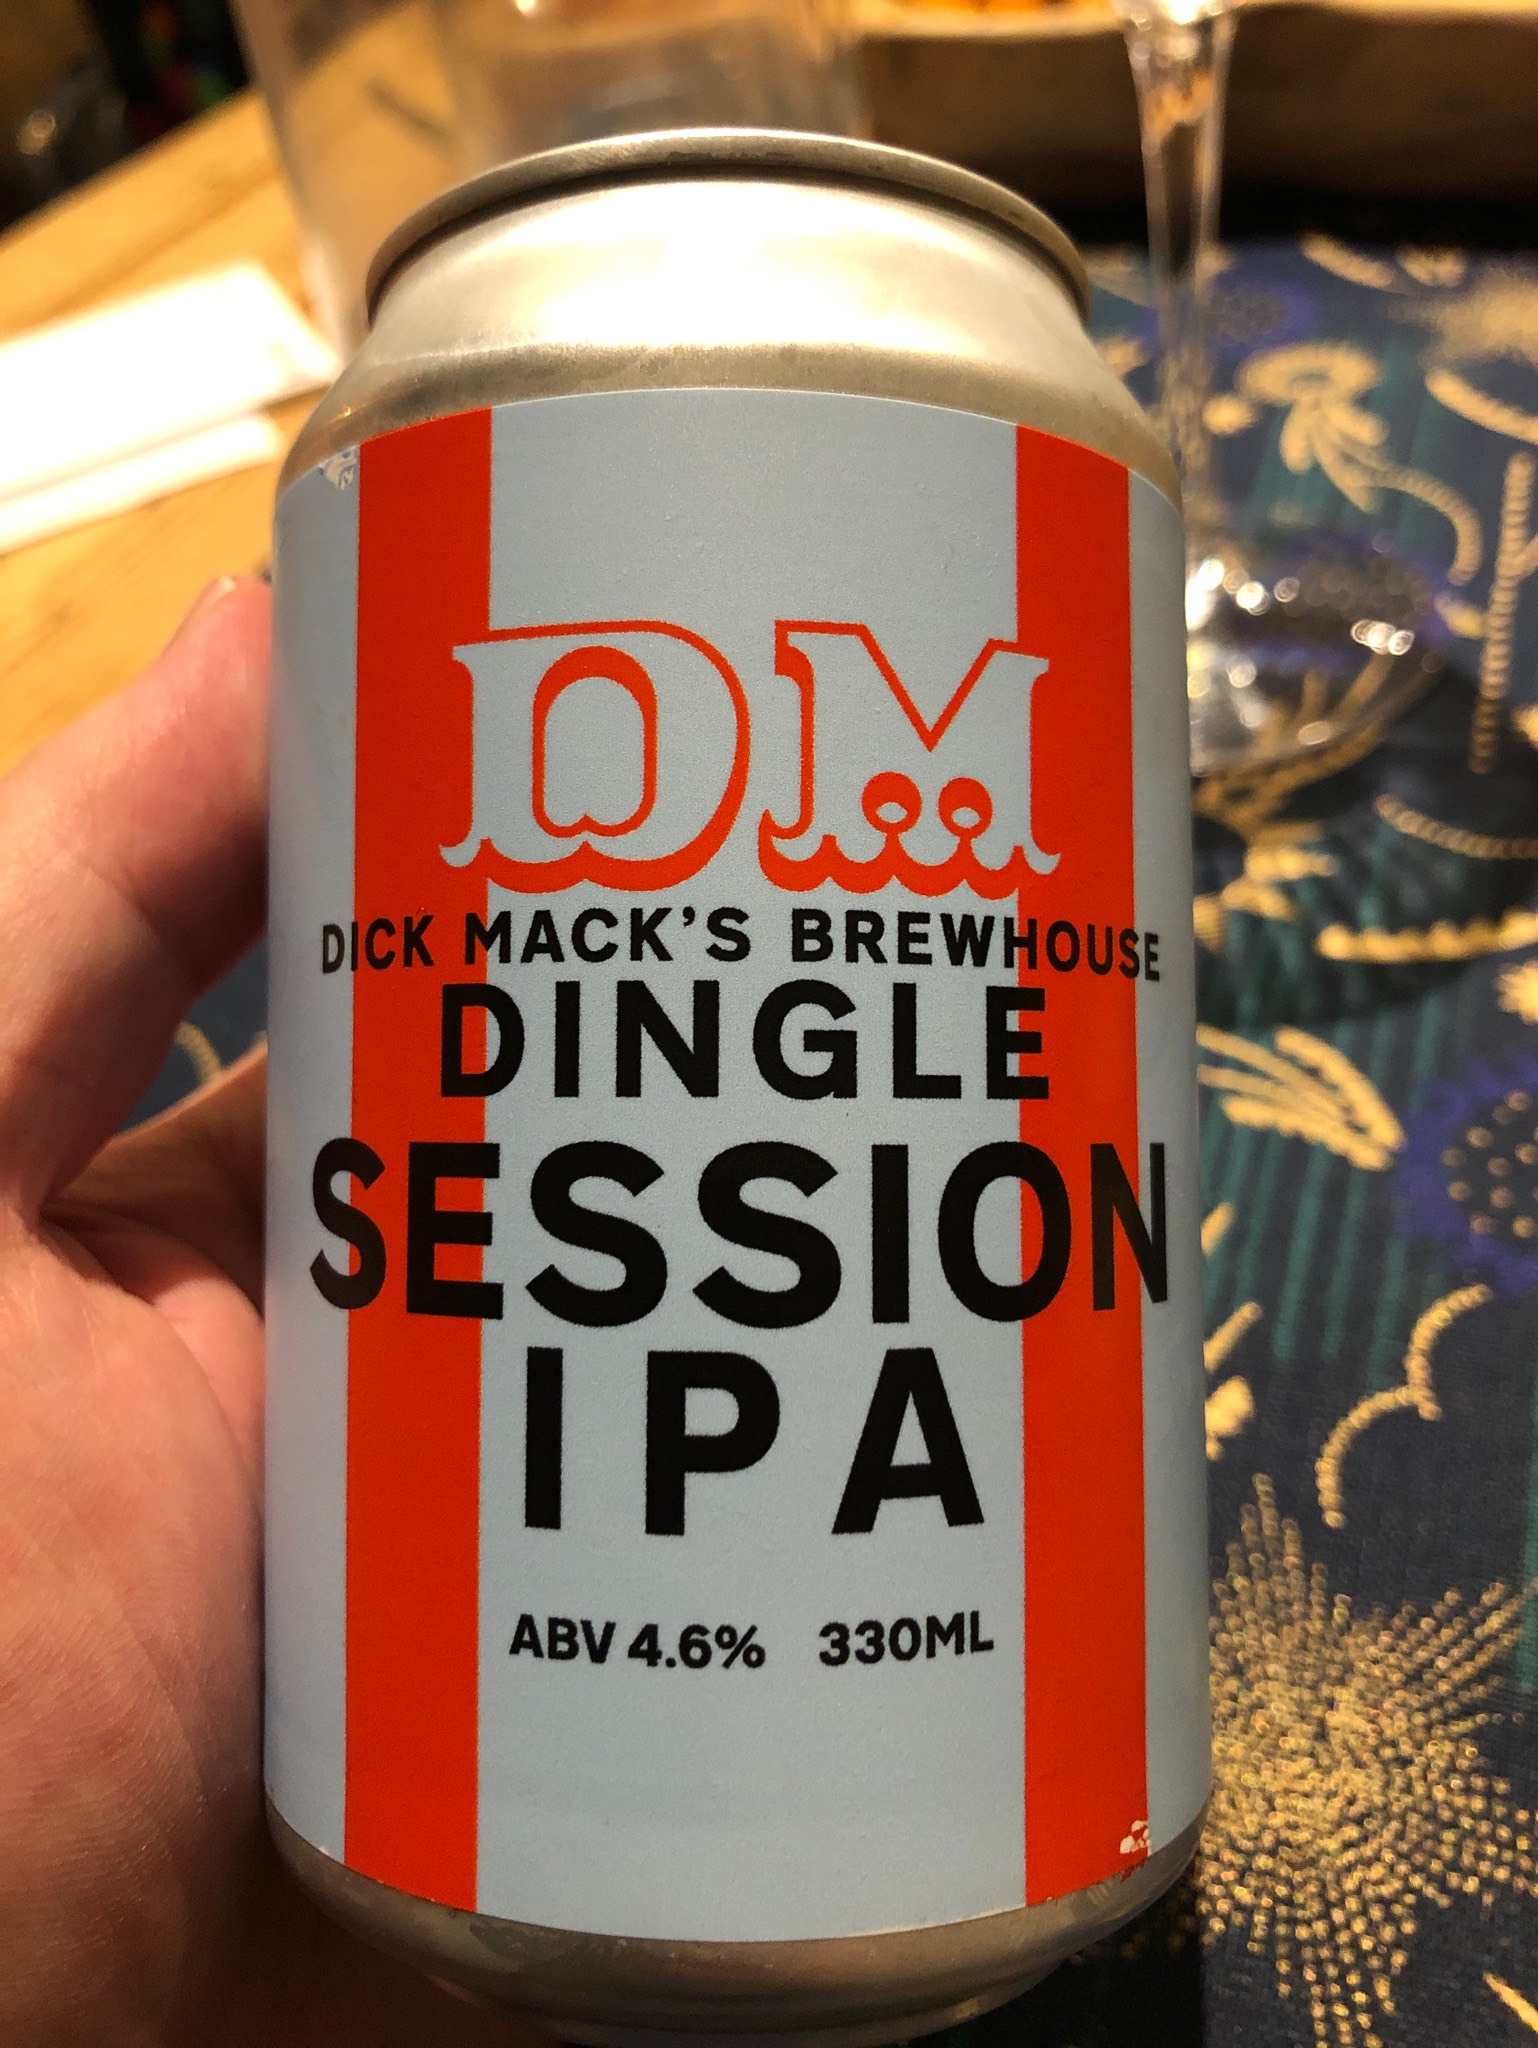 DM
DICK MACK'S BREWHOUSE
DINGLE
SESSION
IPA
ABV 4.6% 330ML